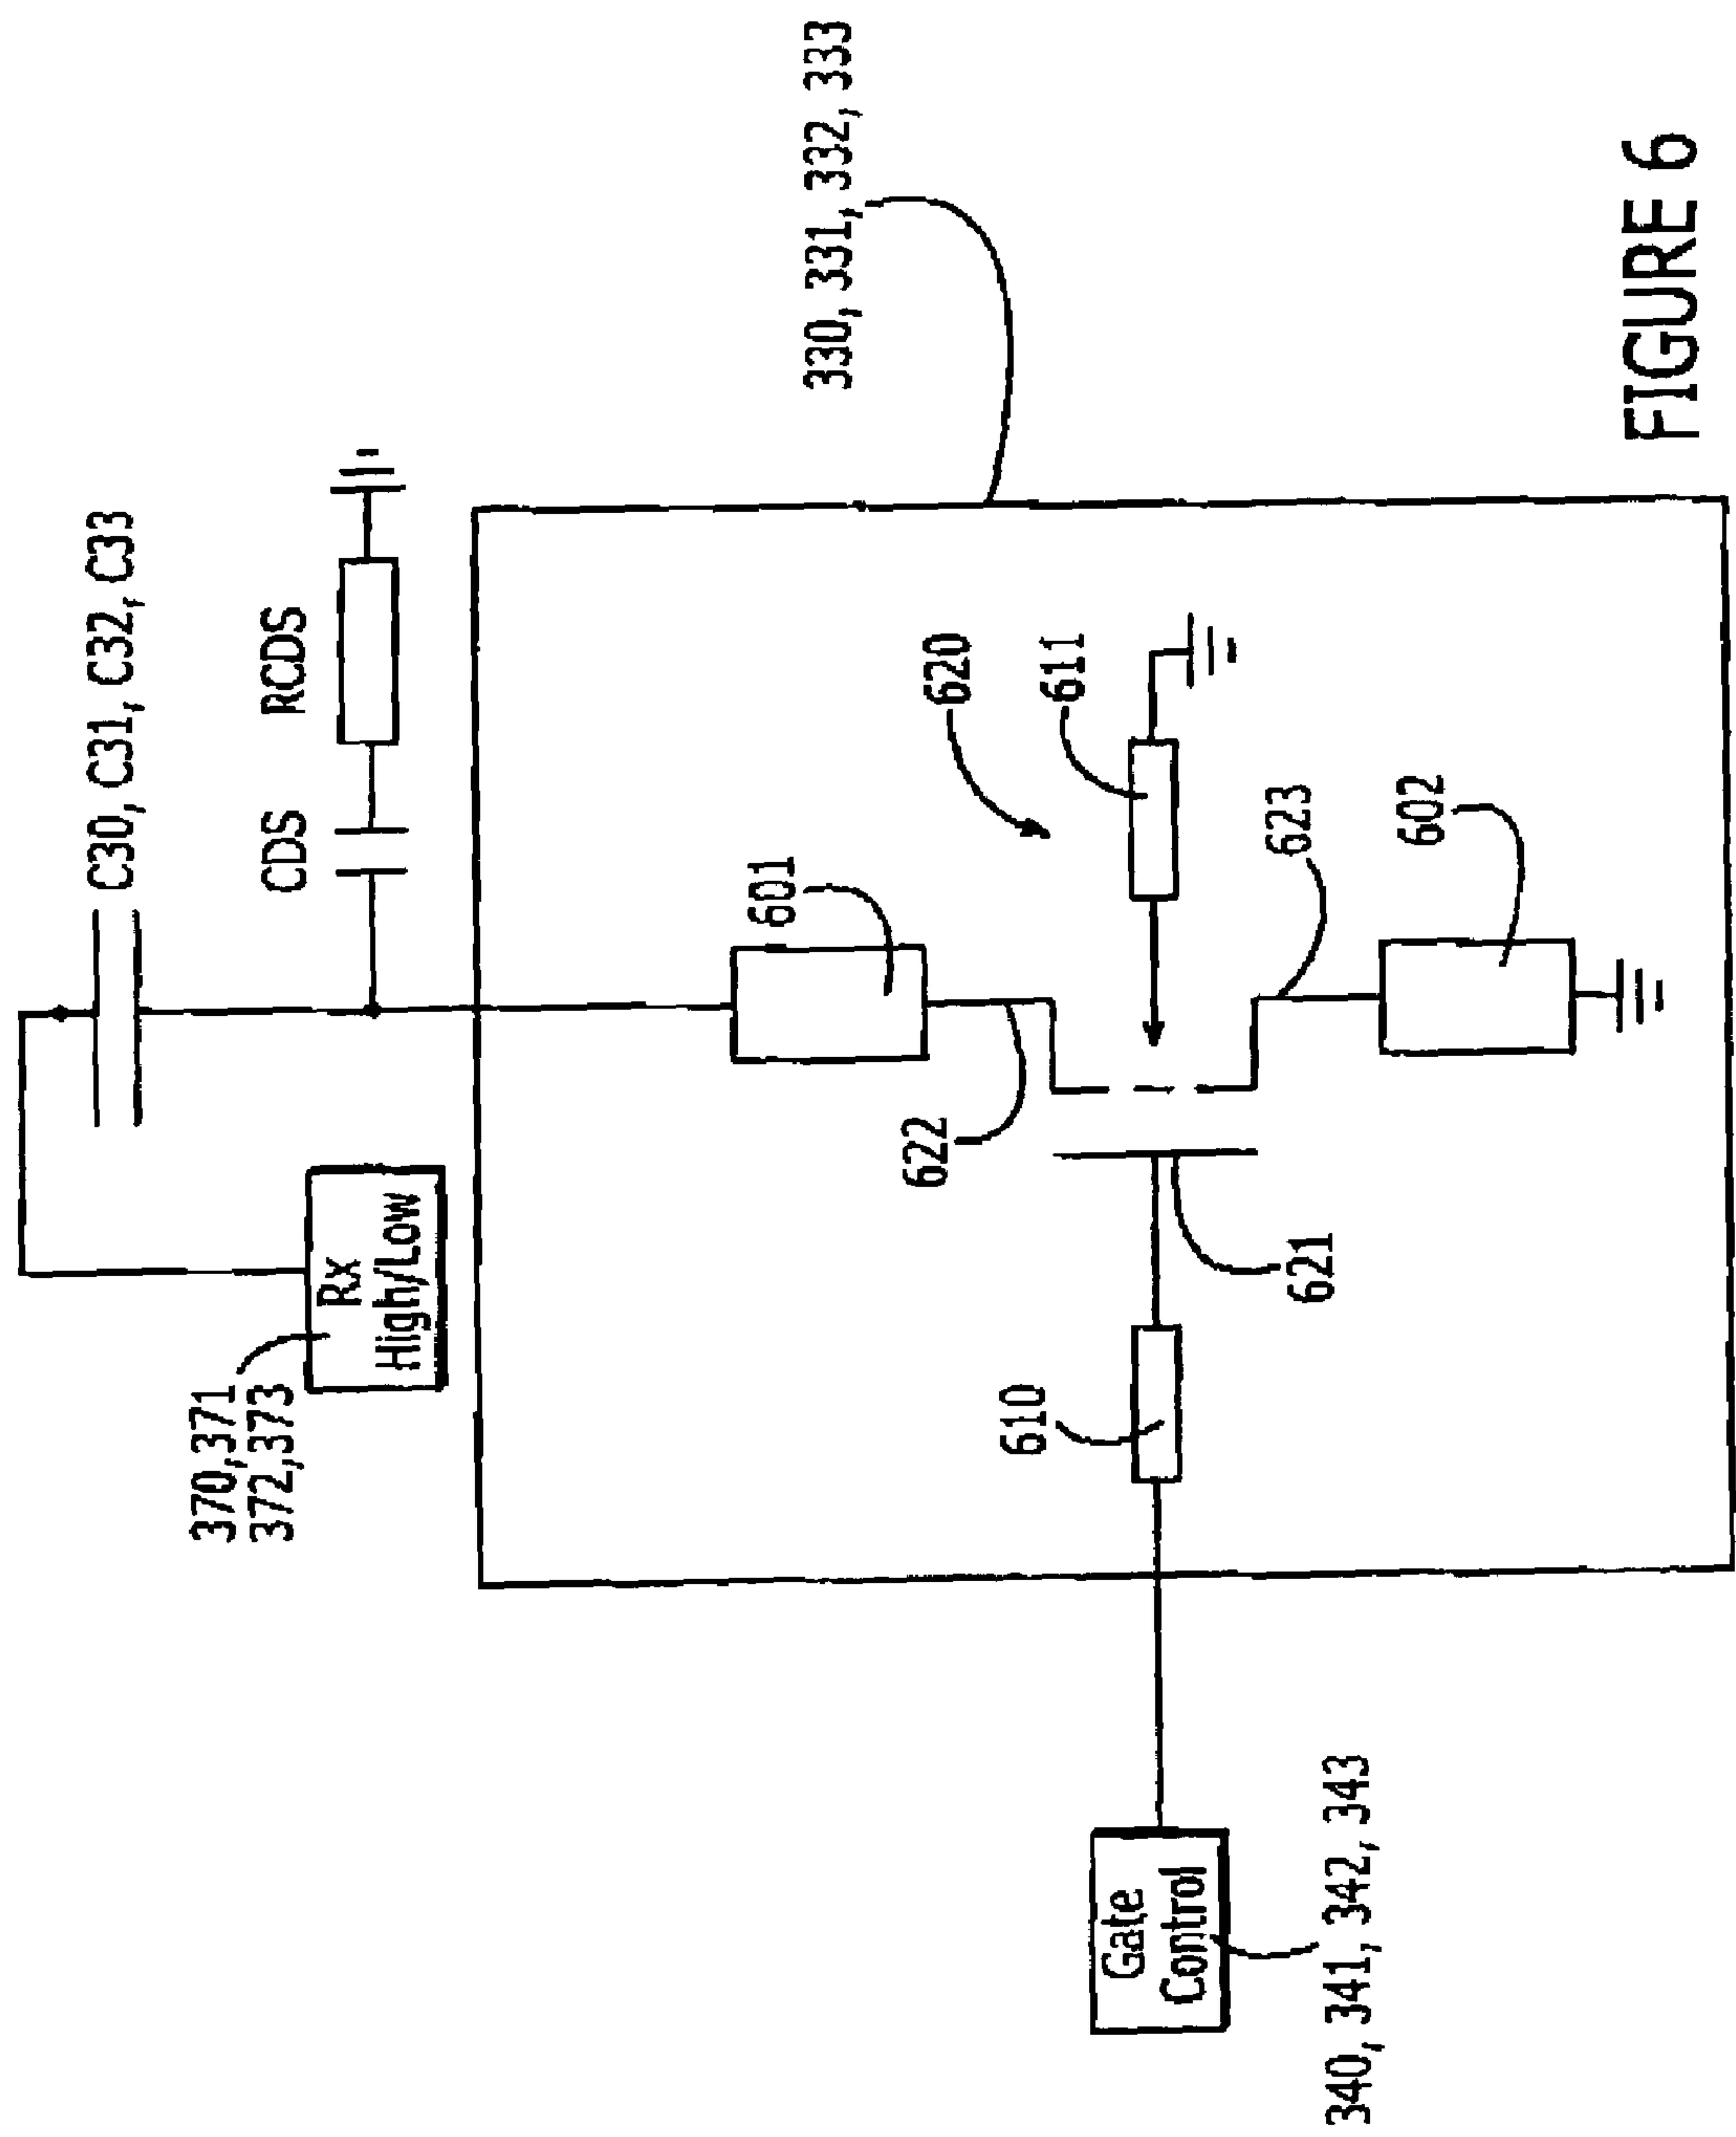 C30, C31, C32, C33
370,371
372,373
Rx
High/Low
CDS
RCDS
330, 331, 332, 333
601
622
620
611
610
621
623
602
Gate
Control
340, 341, 342, 343
FIGURE 6